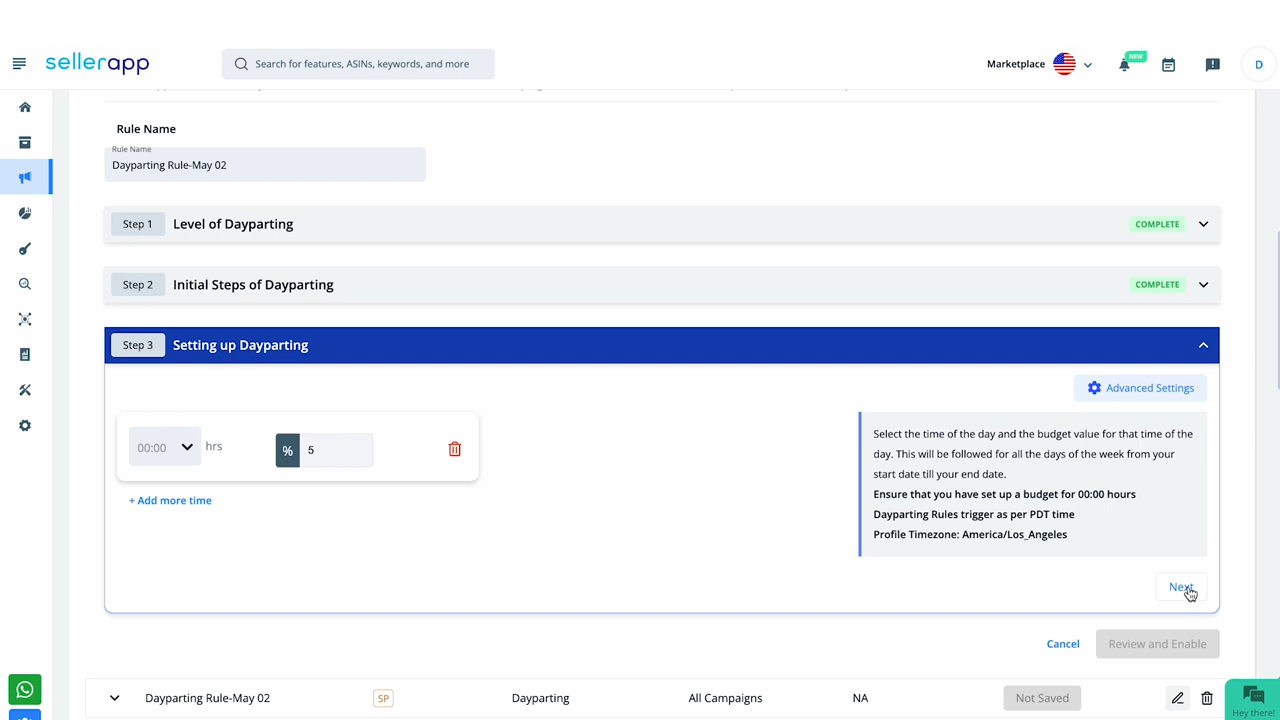 sellerapp
Search for features, ASINs, keywords, and more
Marketplace
NEW
D
Rule Name
Rule Name
Dayparting Rule-May 02
Step 1
Level of Dayparting
COMPLETE
Step 2
Initial Steps of Dayparting
COMPLETE
Step 3
Setting up Dayparting
Advanced Settings
00:00 hrs
% 5
+ Add more time
Select the time of the day and the budget value for that time of the
day. This will be followed for all the days of the week from your
start date till your end date.
Ensure that you have set up a budget for 00:00 hours
Dayparting Rules trigger as per PDT time
Profile Timezone: America/Los_Angeles
Next
Cancel
Review and Enable
Dayparting Rule-May 02
SP
Dayparting
All Campaigns
NA
Not Saved
Hey there!